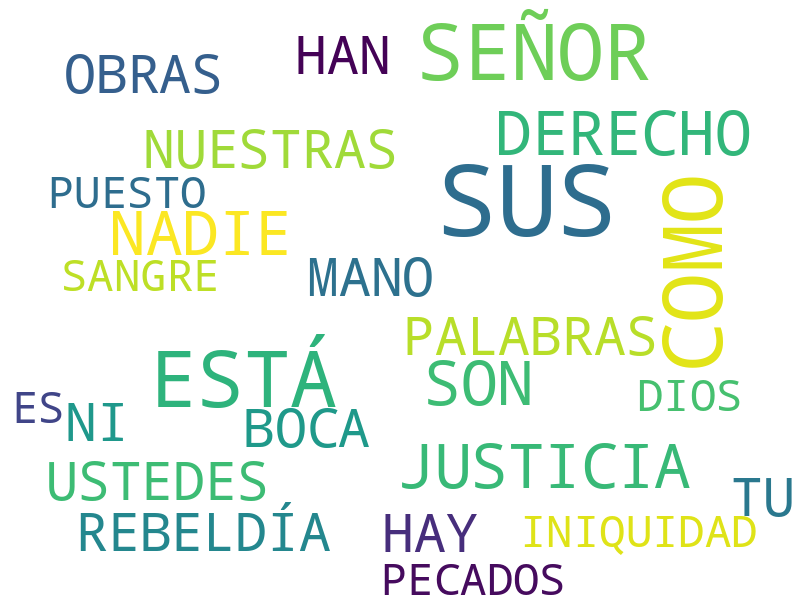 SEÑOR
HAN
OBRAS
DERECHO
NUESTRAS
SUS
PUESTO
COMO
NADIE
SANGRE
MANO
PALABRAS
ESTÁ
SON
DIOS
ES
NI
BOCA
JUSTICIA
USTEDES
TU
REBELDÍA
HAY
INIQUIDAD
PECADOS